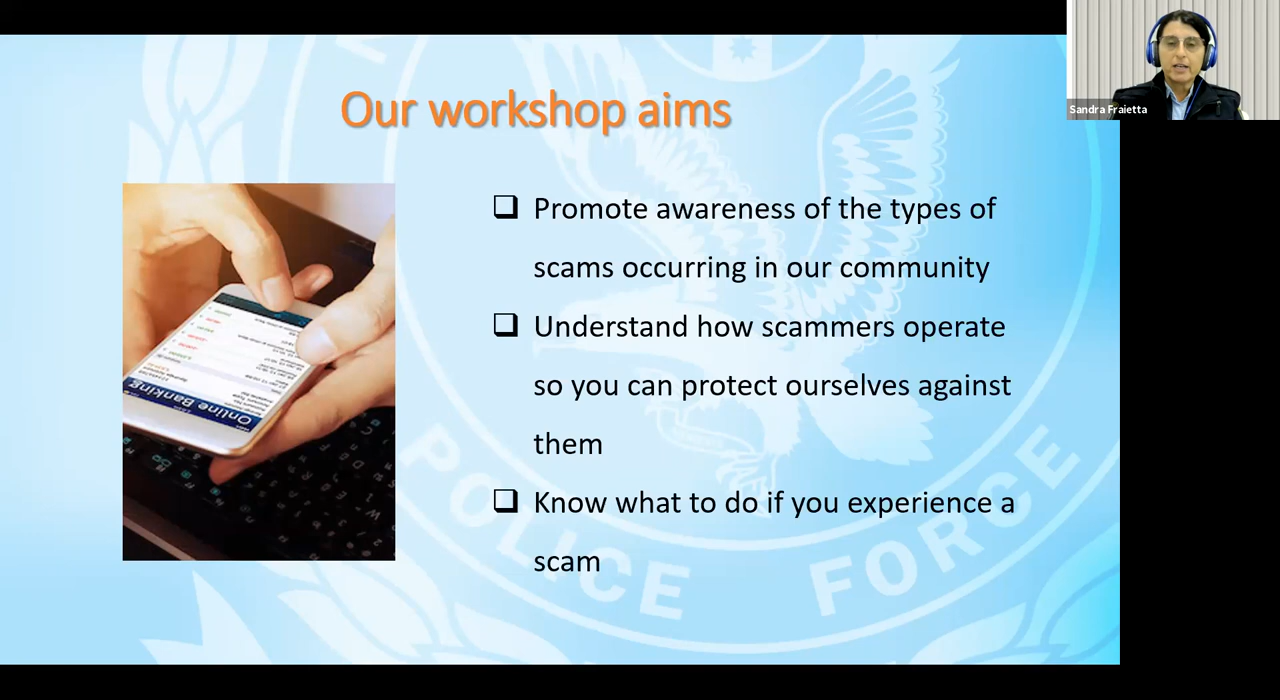 Our workshop aims
Sandra Fraietta
Promote awareness of the types of
scams occurring in our community
Understand how scammers operate
so you can protect ourselves against
them
Know what to do if you experience a
scam
Online Banking
POLICE FORCE